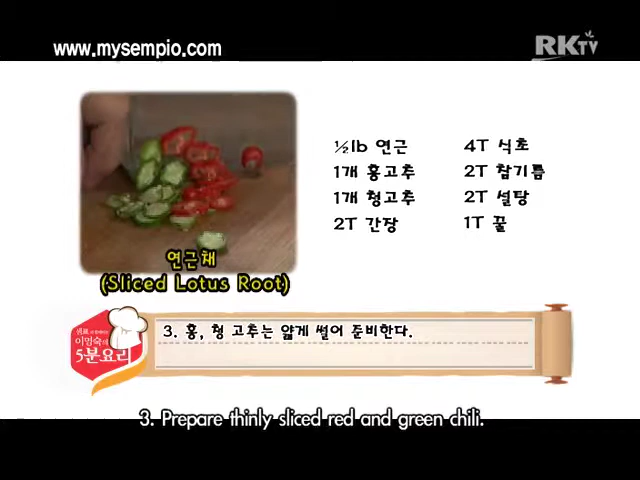 www.mysempio.com
RKTV
½lb 연근
1개 홍고추
1개 청고추
2T 간장
4T 식초
2T 참기름
2T 설탕
1T 꿀
연근채
(Sliced Lotus Root)
이임숙의
5분요리
3. 홍, 청 고추는 얇게 썰어 준비한다.
3. Prepare thinly sliced red and green chili.